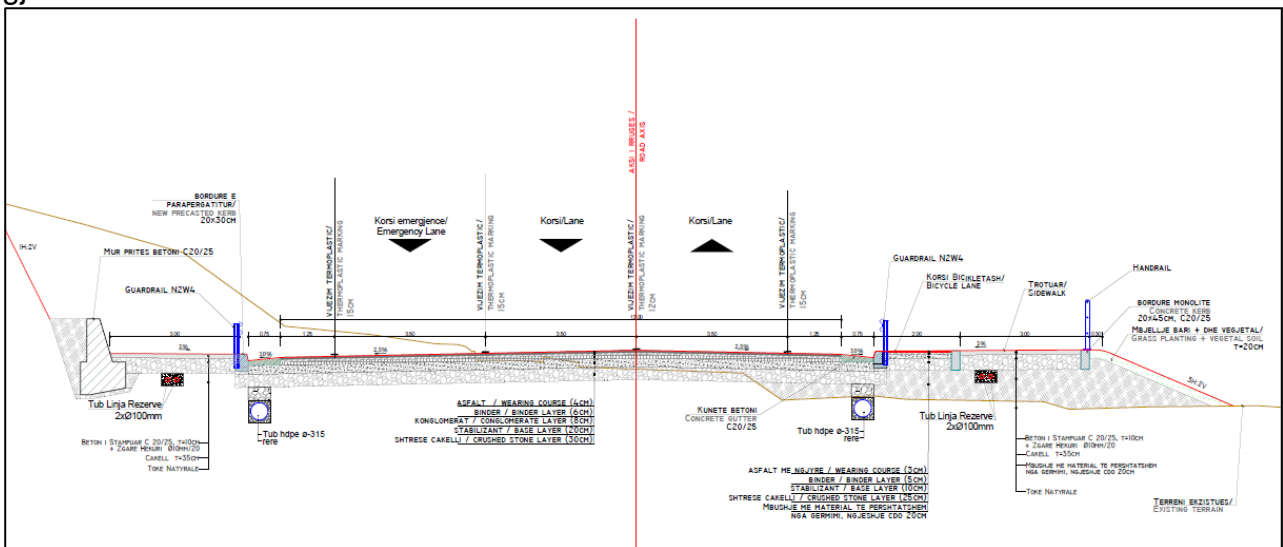 AKSI I RRUGES /
ROAD AXIS
BORDURE E
PARAPERGATITUR/
NEW PRECASTED KERB
20X30CM
VIJEZIM TERMOPLASTIC/
THERMOPLASTIC MARKING
15CM
Korsi emergjence/
Emergency Lane
VIJEZIM TERMOPLASTIC/
THERMOPLASTIC MARKING
15CM
Korsi/Lane
VIJEZIM TERMOPLASTIC/
THERMOPLASTIC MARKING
12CM
Korsi/Lane
VIJEZIM TERMOPLASTIC/
THERMOPLASTIC MARKING
15CM
1H:2V
MUR PRITES BETONI C20/25
GUARDRAIL N2W4
GUARDRAIL N2W4
KORSI BICIKLETASH/
BICYCLE LANE
TROTUAR/
SIDEWALK
HANDRAIL
BORDURE MONOLITE
CONCRETE KERB
20X45CM, C20/25
MBJELLJE BARI + DHE VEGJETAL/
GRASS PLANTING + VEGETAL SOIL
T=20CM
3.00
0.75
1.25
3.50
3.50
3.50
1.25
0.75
2.00
3.00
0.30
1%
10%
2.5%
2.5%
10%
2%
3H:2V
Tub Linja Rezerve
2xØ100mm
Tub hdpe ø-315
rere
ASFALT / WEARING COURSE (4CM)
BINDER / BINDER LAYER (6CM)
KONGLOMERAT / CONGLOMERATE LAYER (8CM)
STABILIZANT / BASE LAYER (20CM)
SHTRESE CAKELLI / CRUSHED STONE LAYER (30CM)
KUNETE BETONI
CONCRETE GUTTER
C20/25
Tub hdpe ø-315
rere
Tub Linja Rezerve
2xØ100mm
BETON I STAMPUAR C 20/25, T=10CM
+ ZGARE HEKURI Ø10MM/20
CAKELL T=35CM
TOKE NATYRALE
ASFALT ME NGJYRE / WEARING COURSE (3CM)
BINDER / BINDER LAYER (5CM)
STABILIZANT / BASE LAYER (10CM)
SHTRESE CAKELLI / CRUSHED STONE LAYER (25CM)
MBUSHJE ME MATERIAL TE PERSHTATSHEM
NGA GERMIMI, NGJESHJE CDO 20CM
BETON I STAMPUAR C 20/25, T=10CM
+ ZGARE HEKURI Ø10MM/20
CAKELL T=35CM
MBUSHJE ME MATERIAL TE PERSHTATSHEM
NGA GERMIMI, NGJESHJE CDO 20CM
TOKE NATYRALE
TERRENI EKZISTUES/
EXISTING TERRAIN